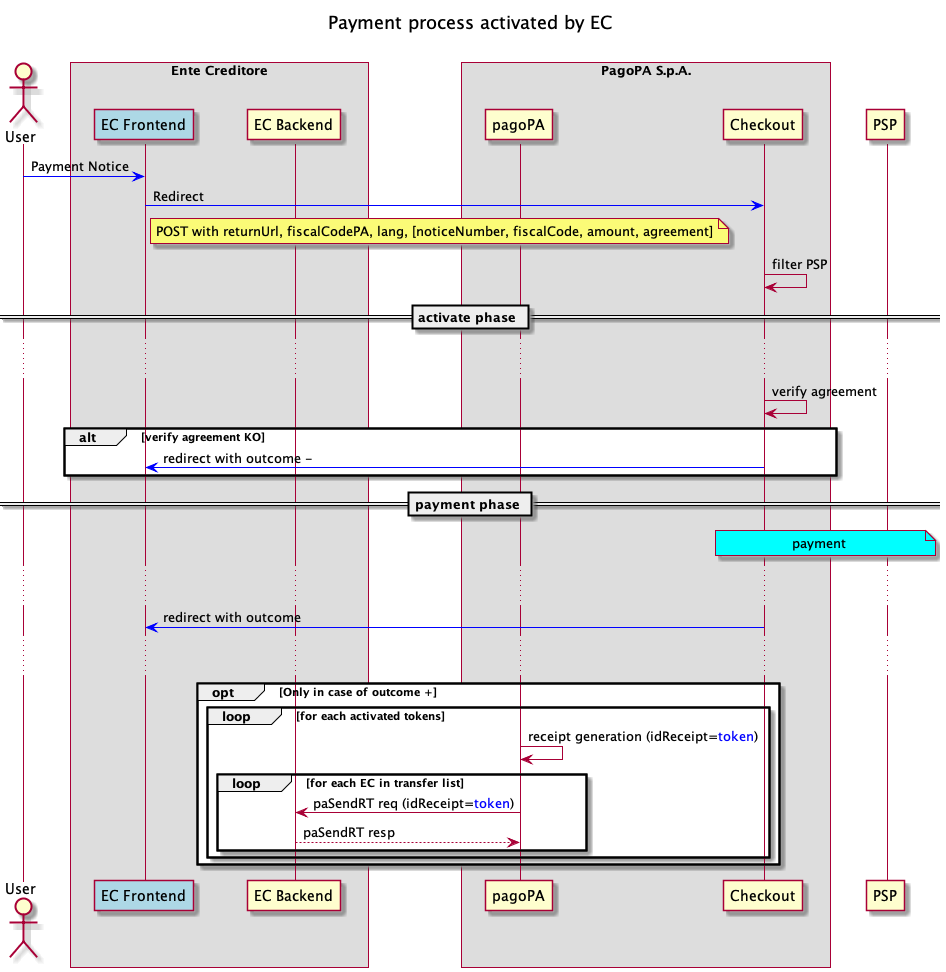 Payment process activated by EC
Ente Creditore
PagoPA S.p.A.
User
EC Frontend
EC Backend
pagoPA
Checkout
PSP
Payment Notice
Redirect
POST with returnUrl, fiscalCodePA, lang, [noticeNumber, fiscalCode, amount, agreement]
filter PSP
activate phase
verify agreement
alt
[verify agreement KO]
redirect with outcome -
payment phase
payment
redirect with outcome
opt
[Only in case of outcome +]
loop
[for each activated tokens]
receipt generation (idReceipt=token)
loop
[for each EC in transfer list]
paSendRT req (idReceipt=token)
paSendRT resp
User
EC Frontend
EC Backend
pagoPA
Checkout
PSP